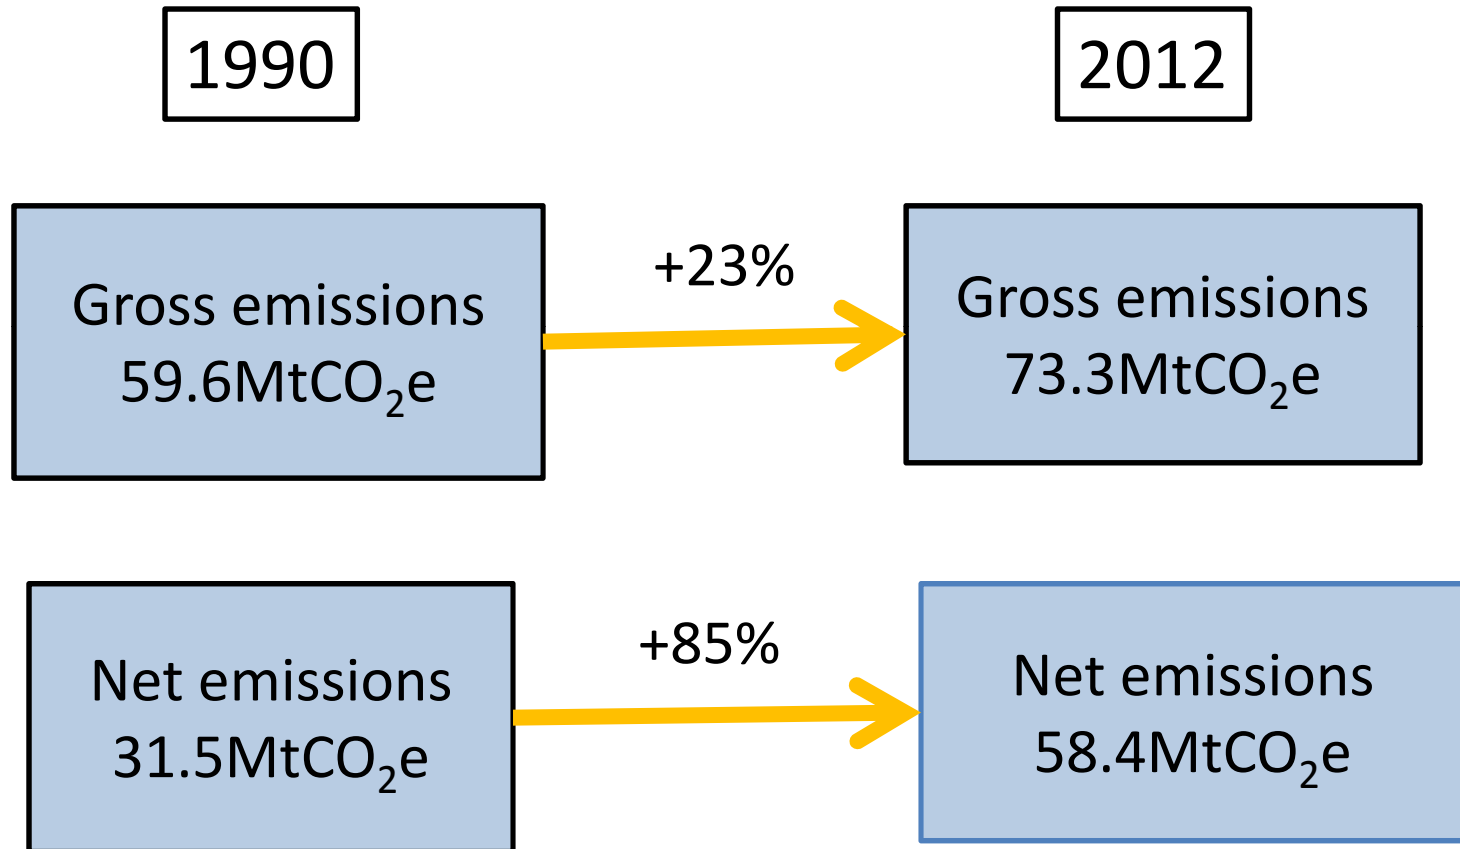 1990
2012
Gross emissions
59.6MtCO₂e
+23%
Gross emissions
73.3MtCO₂e
Net emissions
31.5MtCO₂e
+85%
Net emissions
58.4MtCO₂e